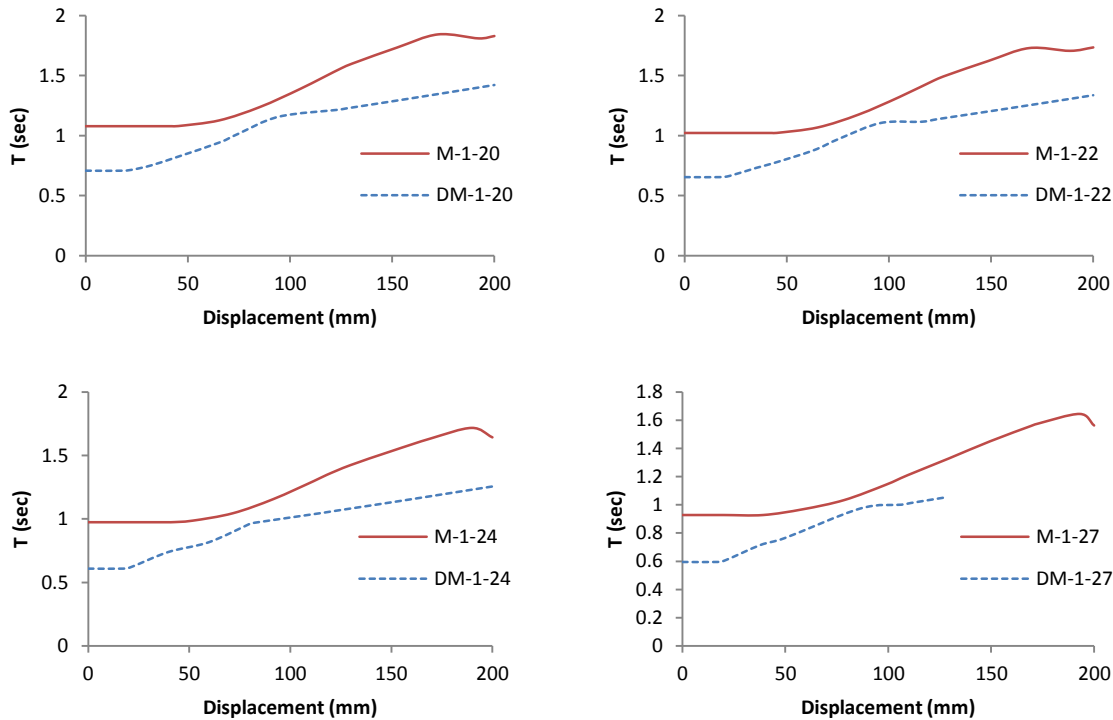 2
1.5
1
0.5
0
T (sec)
0 50 100 150 200
Displacement (mm)
M-1-20
DM-1-20
2
1.5
1
0.5
0
T (sec)
0 50 100 150 200
Displacement (mm)
M-1-22
DM-1-22
2
1.5
1
0.5
0
T (sec)
0 50 100 150 200
Displacement (mm)
M-1-24
DM-1-24
1.8
1.6
1.4
1.2
1
0.8
0.6
0.4
0.2
0
T (sec)
0 50 100 150 200
Displacement (mm)
M-1-27
DM-1-27